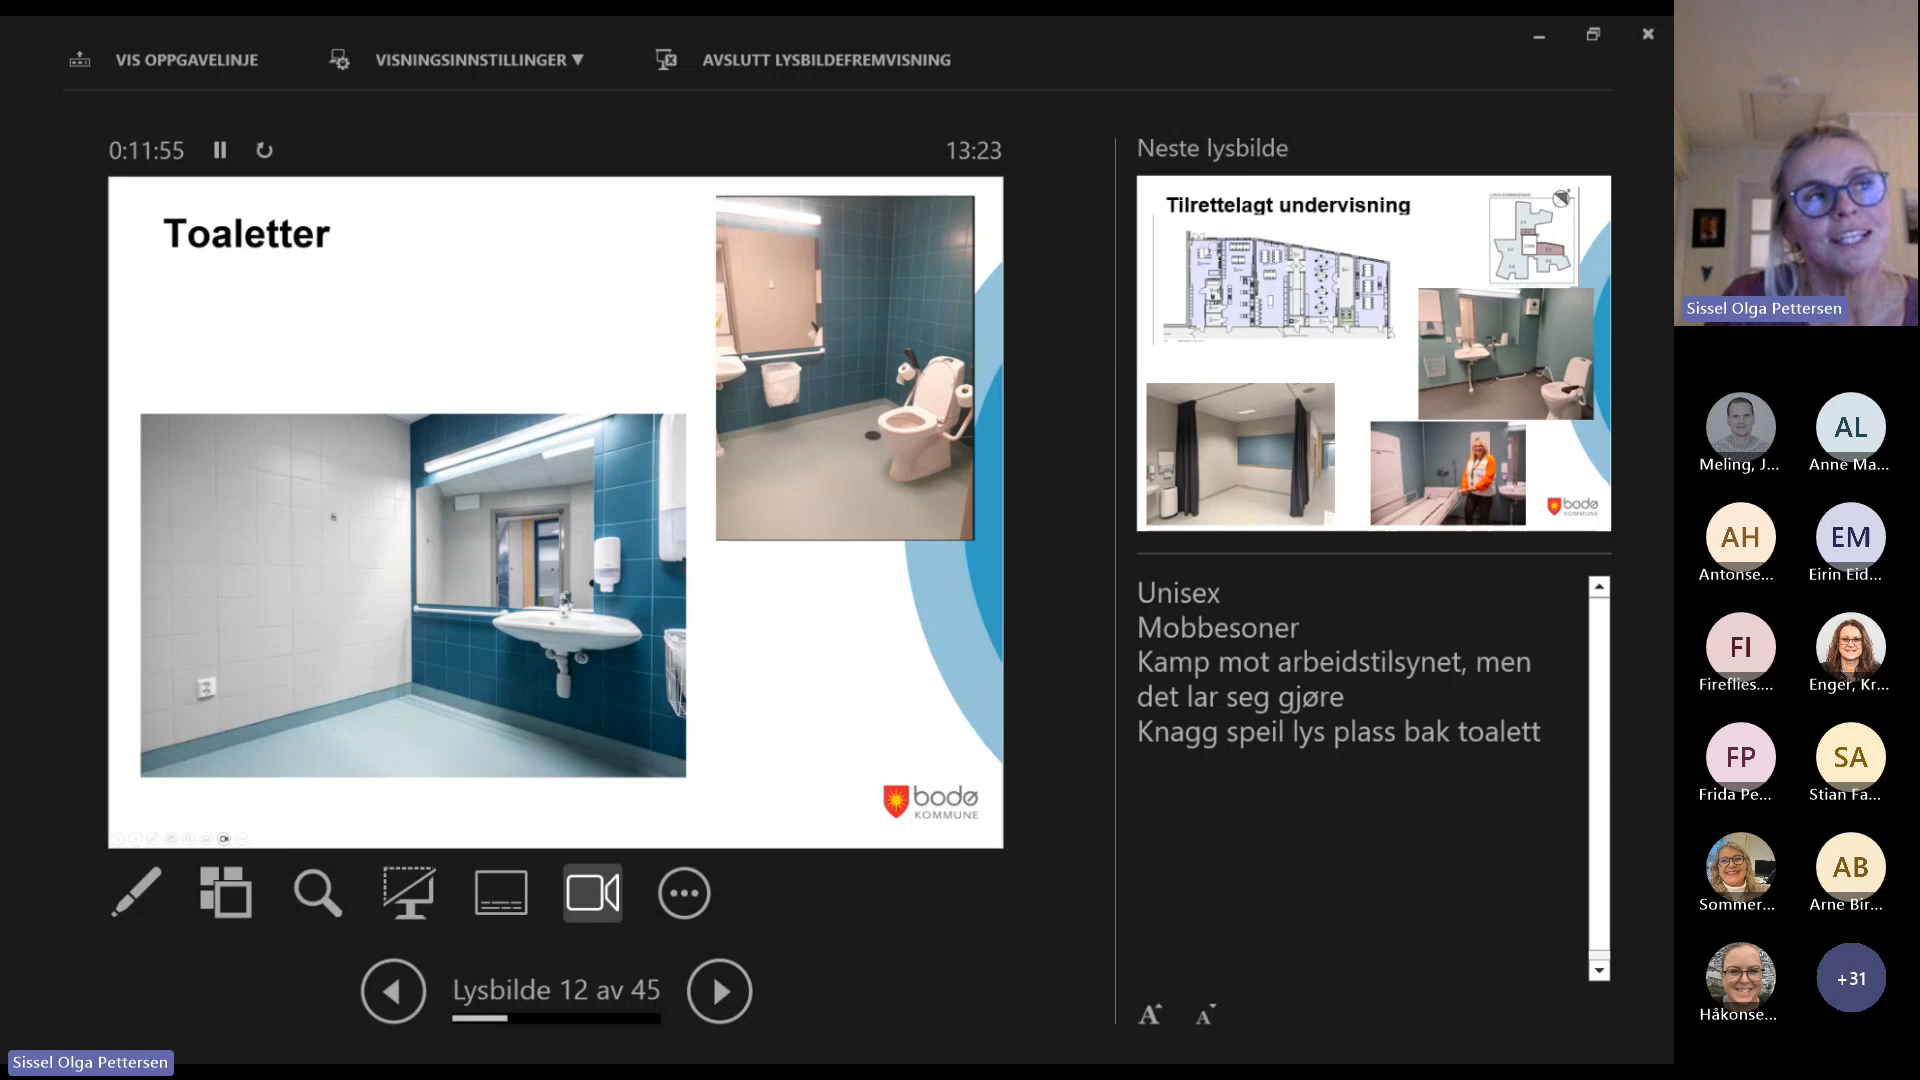 VIS OPPGAVELINJE
VISNINGSINNSTILLINGER ▼
AVSLUTT LYSBILDEFREMVISNING
0:11:55
13:23
Toaletter
bodø
KOMMUNE
Lysbilde 12 av 45
Neste lysbilde
Tilrettelagt undervisning
bodø
KOMMUNE
Unisex
Mobbesoner
Kamp mot arbeidstilsynet, men
det lar seg gjøre
Knagg speil lys plass bak toalett
A A
Sissel Olga Pettersen
Meling, J...
AL
Anne Ma...
AH
Antonse...
EM
Eirin Eid...
FI
Fireflies....
Enger, Kr...
FP
Frida Pe...
SA
Stian Fa...
Sommer...
AB
Arne Bir...
Håkonse...
+31
Sissel Olga Pettersen